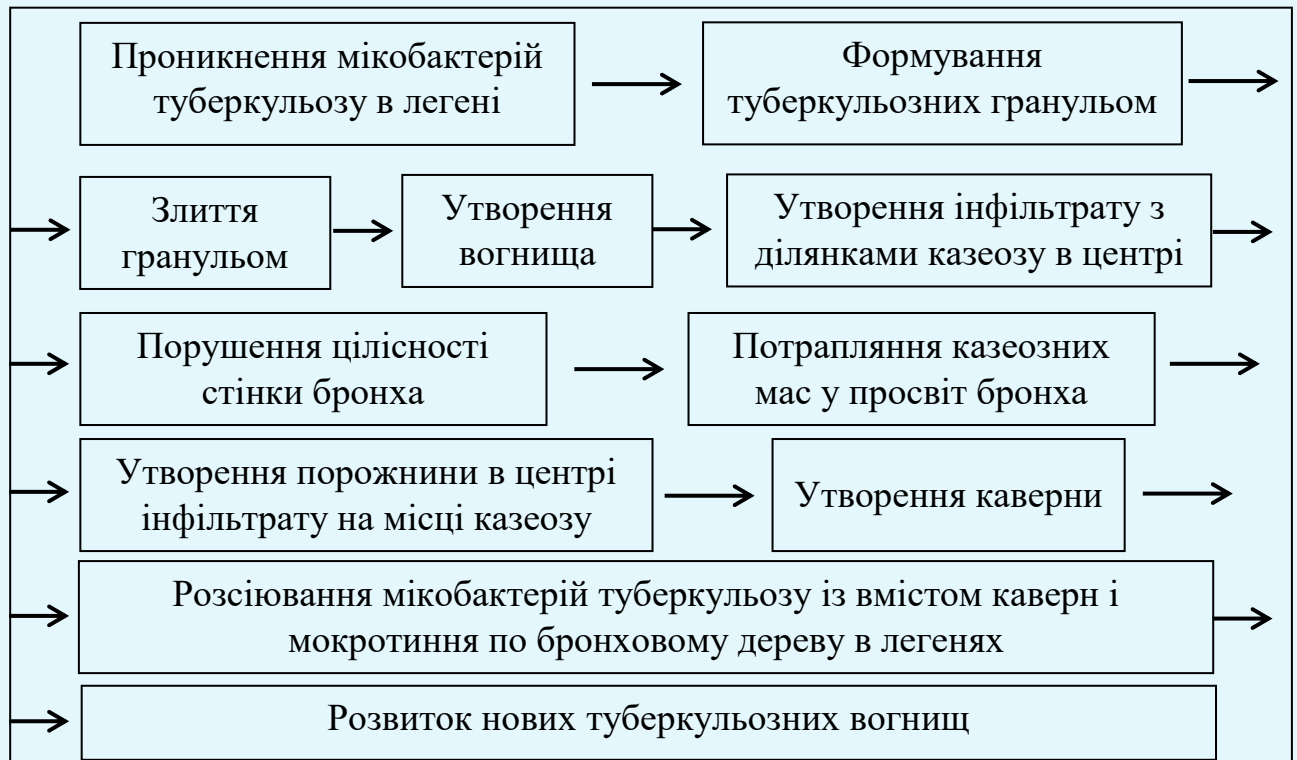 Проникнення мікобактерій
туберкульозу в легені
Формування
туберкульозних гранульом
Злиття
гранульом
Утворення
вогнища
Утворення інфільтрату з
ділянками казеозу в центрі
Порушення цілісності
стінки бронха
Потрапляння казеозних
мас у просвіт бронха
Утворення порожнини в центрі
інфільтрату на місці казеозу
Утворення каверни
Розсіювання мікобактерій туберкульозу із вмістом каверн і
мокротиння по бронховому дереву в легенях
Розвиток нових туберкульозних вогнищ